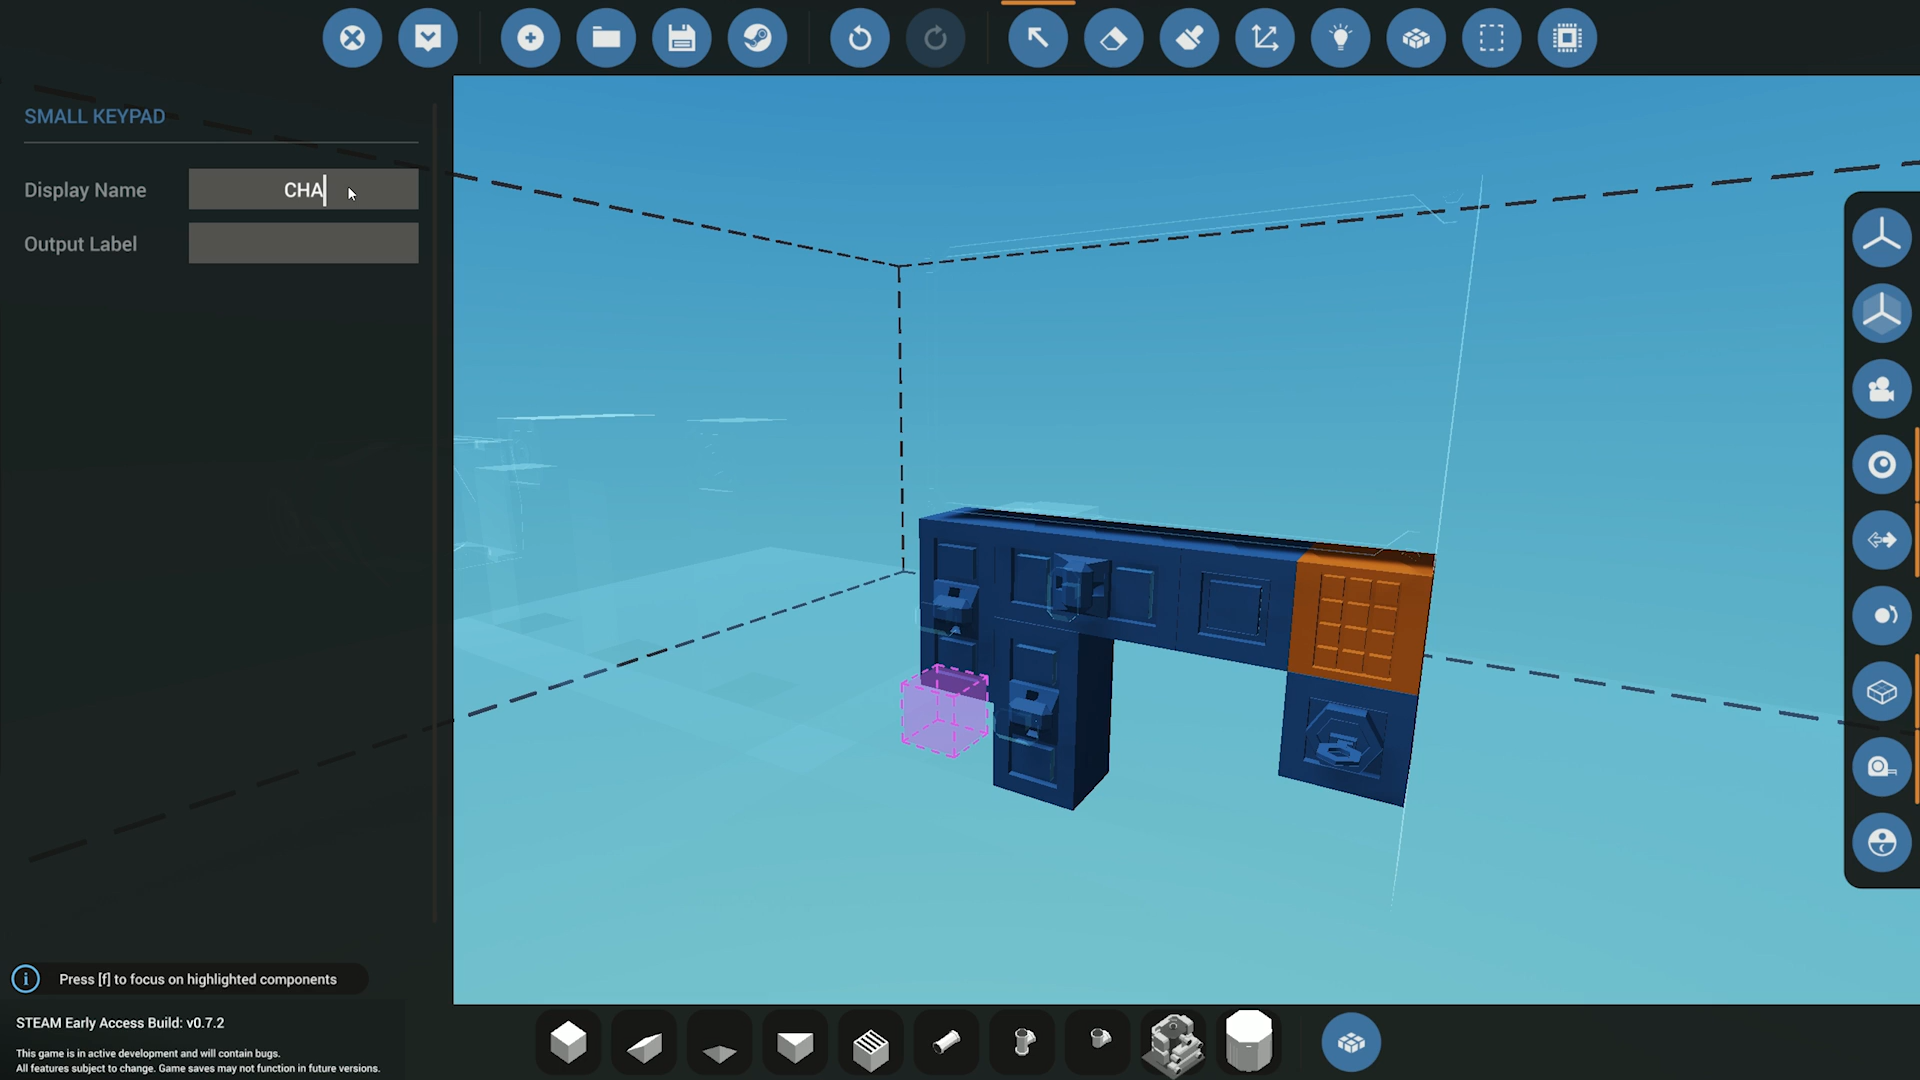 SMALL KEYPAD
Display Name
CHA
Output Label
Press [f] to focus on highlighted components
STEAM Early Access Build: v0.7.2
This game is in active development and will contain bugs.
All features subject to change. Game saves may not function in future versions.